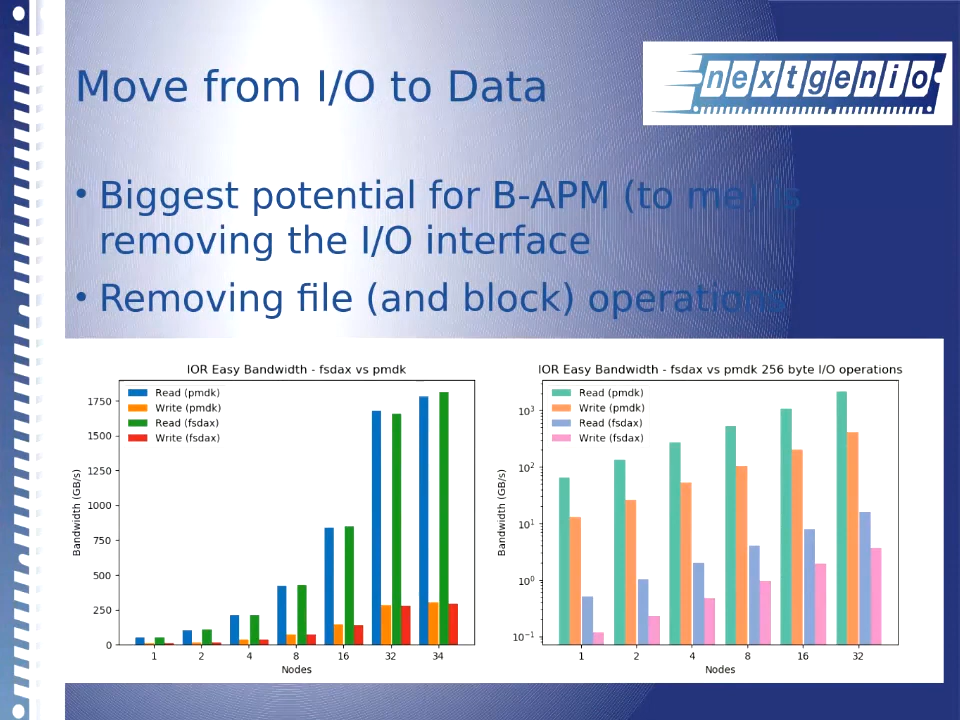 Move from I/O to Data
nextgenio
• Biggest potential for B-APM (to me) is
removing the I/O interface
• Removing file (and block) operations
IOR Easy Bandwidth - fsdax vs pmdk
Read (pmdk)
Write (pmdk)
Read (fsdax)
Write (fsdax)
Bandwidth (GB/s)
1750
1500
1250
1000
750
500
250
0
1 2 4 8 16 32 34
Nodes
IOR Easy Bandwidth - fsdax vs pmdk 256 byte I/O operations
Read (pmdk)
Write (pmdk)
Read (fsdax)
Write (fsdax)
Bandwidth (GB/s)
10³
10²
10¹
10⁰
10⁻¹
1 2 4 8 16 32
Nodes